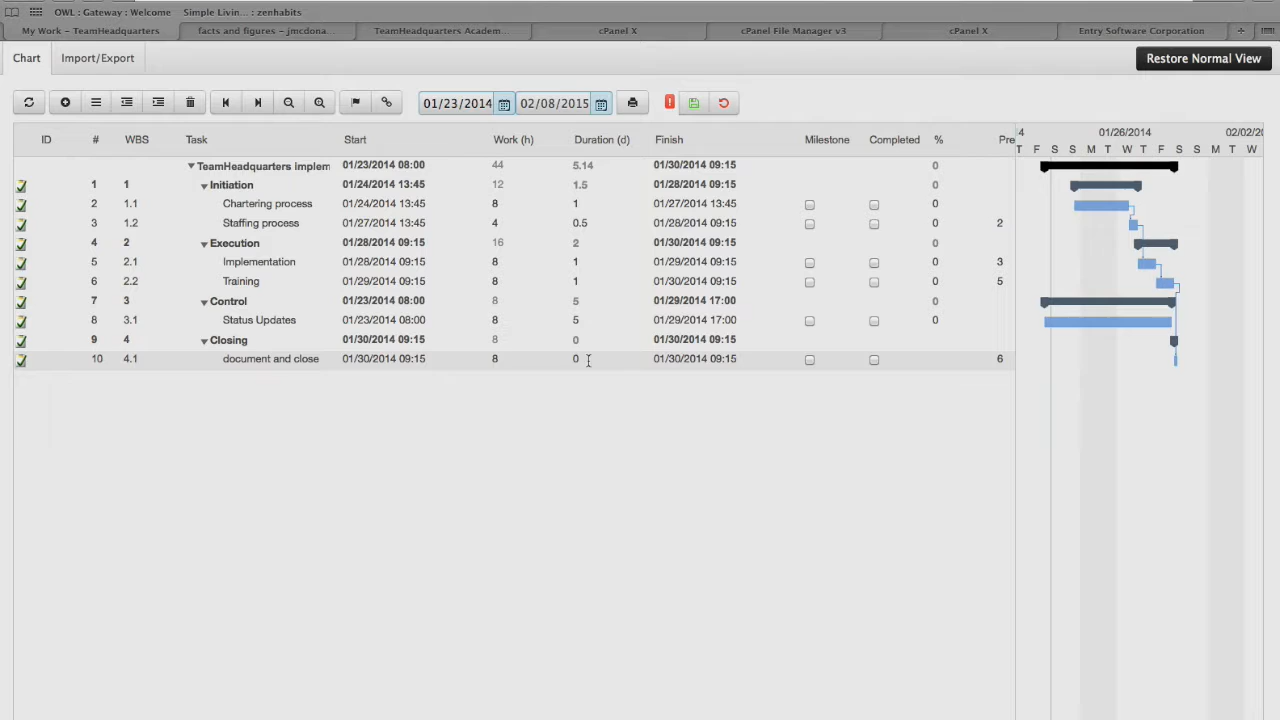 OWL : Gateway : Welcome Simple Livin... : zenhabits
My Work – TeamHeadquarters facts and figures – jmcdona... TeamHeadquarters Academ... cPanel X cPanel File Manager v3 cPanel X Entry Software Corporation
Chart Import/Export Restore Normal View
01/23/2014 02/08/2015
ID # WBS Task Start Work (h) Duration (d) Finish Milestone Completed % Pre 4 01/26/2014 02/02/20
T F S S M T W T F S S M T W
TeamHeadquarters Implem 01/23/2014 08:00 44 5.14 01/30/2014 09:15 0
1 1 Initiation 01/24/2014 13:45 12 1.5 01/28/2014 09:15 0
2 1.1 Chartering process 01/24/2014 13:45 8 1 01/27/2014 13:45 0
3 1.2 Staffing process 01/27/2014 13:45 4 0.5 01/28/2014 09:15 0 2
4 2 Execution 01/28/2014 09:15 16 2 01/30/2014 09:15 0
5 2.1 Implementation 01/28/2014 09:15 8 1 01/29/2014 09:15 0 3
6 2.2 Training 01/29/2014 09:15 8 1 01/30/2014 09:15 0 5
7 3 Control 01/23/2014 08:00 8 5 01/29/2014 17:00 0
8 3.1 Status Updates 01/23/2014 08:00 8 5 01/29/2014 17:00 0
9 4 Closing 01/30/2014 09:15 8 0 01/30/2014 09:15 0
10 4.1 document and close 01/30/2014 09:15 8 0 01/30/2014 09:15 0 6